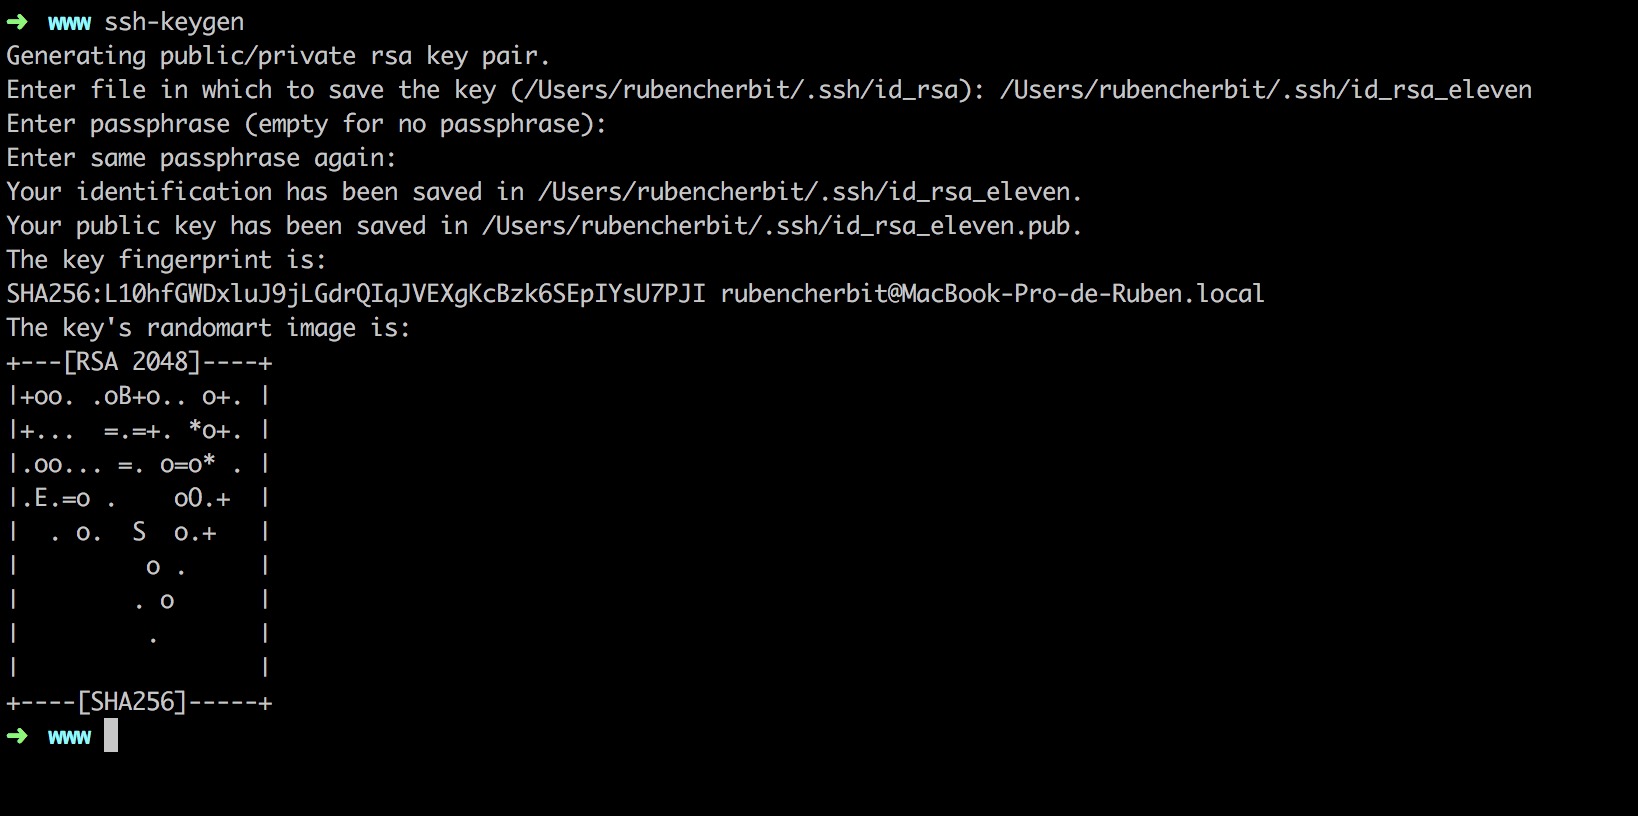 ➜  www ssh-keygen
Generating public/private rsa key pair.
Enter file in which to save the key (/Users/rubencherbit/.ssh/id_rsa): /Users/rubencherbit/.ssh/id_rsa_eleven
Enter passphrase (empty for no passphrase):
Enter same passphrase again:
Your identification has been saved in /Users/rubencherbit/.ssh/id_rsa_eleven.
Your public key has been saved in /Users/rubencherbit/.ssh/id_rsa_eleven.pub.
The key fingerprint is:
SHA256:L10hfGWDxluJ9jLGdrQIqJVEXgKcBzk6SEpIYsU7PJI rubencherbit@MacBook-Pro-de-Ruben.local
The key's randomart image is:
+---[RSA 2048]----+
|+oo. .oB+o.. o+. |
|+...  =.=+. *o+. |
|.oo... =. o=o* . |
|.E.=o .    oO.+  |
|  . o.  S  o.+   |
|         o .     |
|        . o      |
|         .       |
|                 |
+----[SHA256]-----+
➜  www